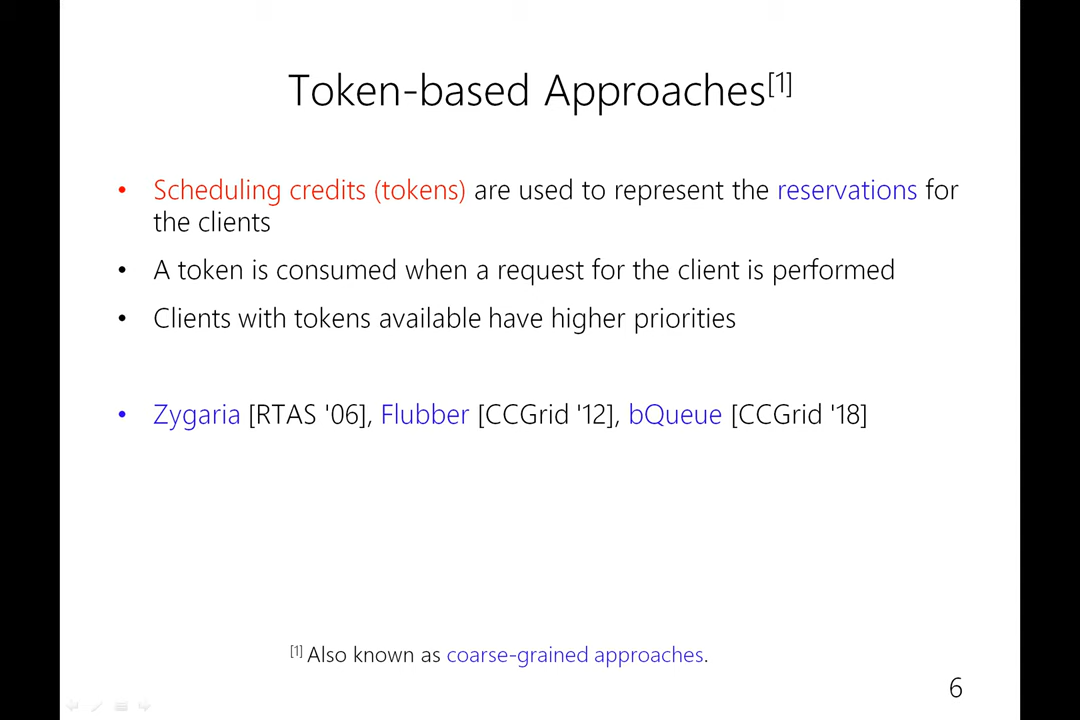 Token-based Approaches[1]
• Scheduling credits (tokens) are used to represent the reservations for
the clients
• A token is consumed when a request for the client is performed
• Clients with tokens available have higher priorities
• Zygaria [RTAS '06], Flubber [CCGrid '12], bQueue [CCGrid '18]
[1] Also known as coarse-grained approaches.
6